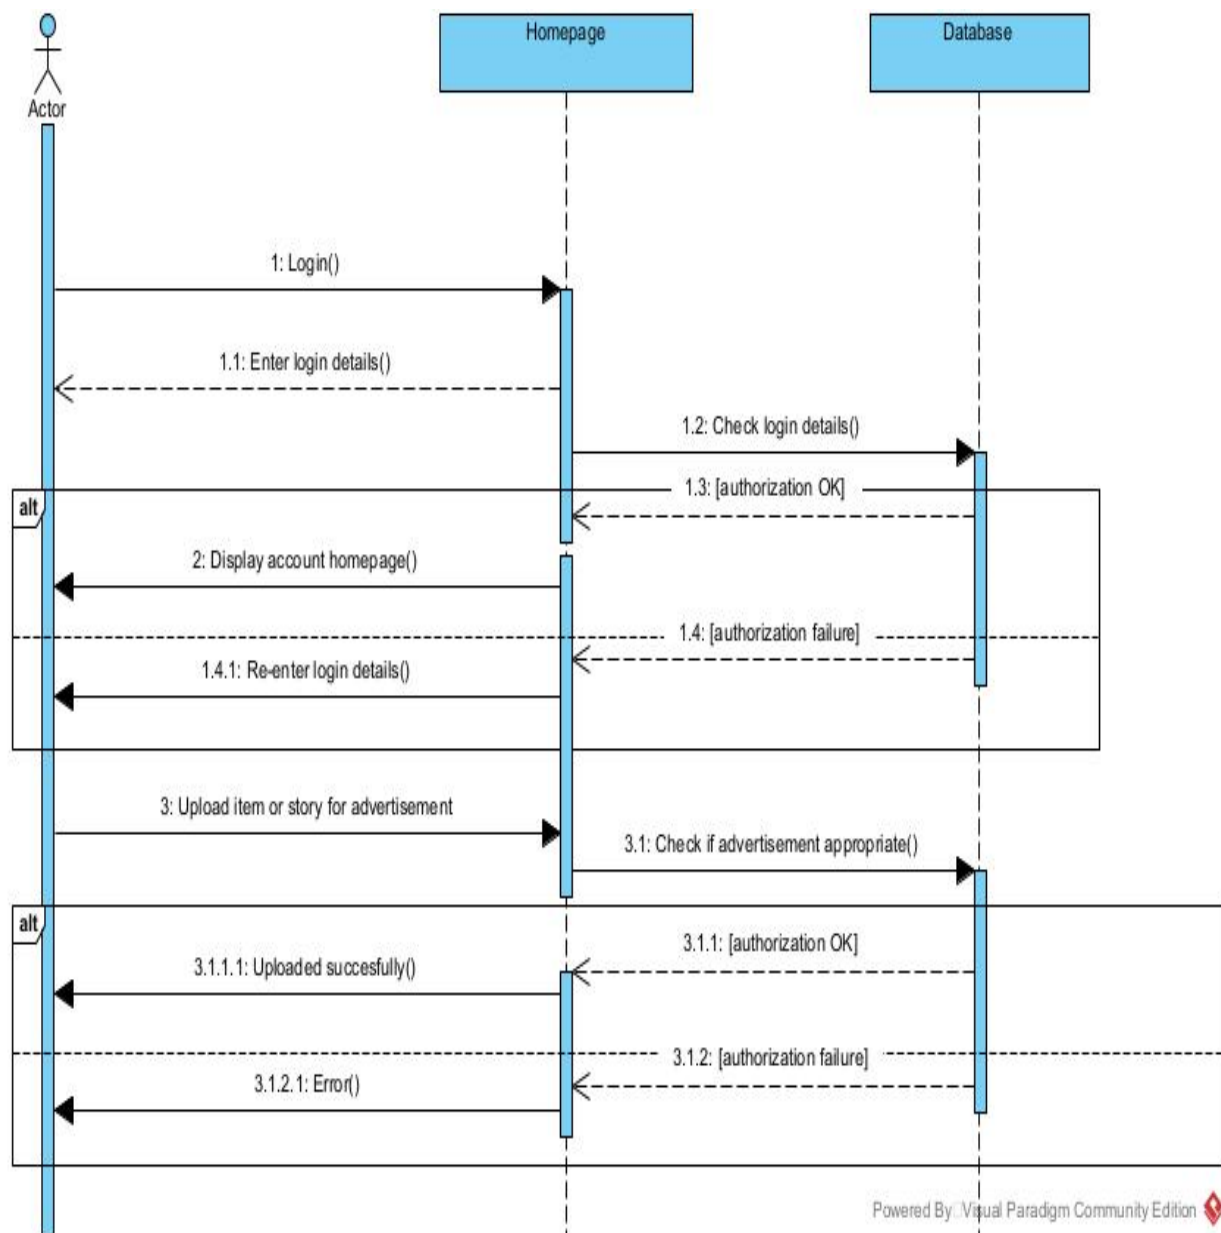 Homepage
Database
Actor
1: Login()
1.1: Enter login details()
1.2: Check login details()
alt
1.3: [authorization OK]
2: Display account homepage()
1.4: [authorization failure]
1.4.1: Re-enter login details()
3: Upload item or story for advertisement
3.1: Check if advertisement appropriate()
alt
3.1.1: [authorization OK]
3.1.1.1: Uploaded succesfully()
3.1.2: [authorization failure]
3.1.2.1: Error()
Powered By Visual Paradigm Community Edition